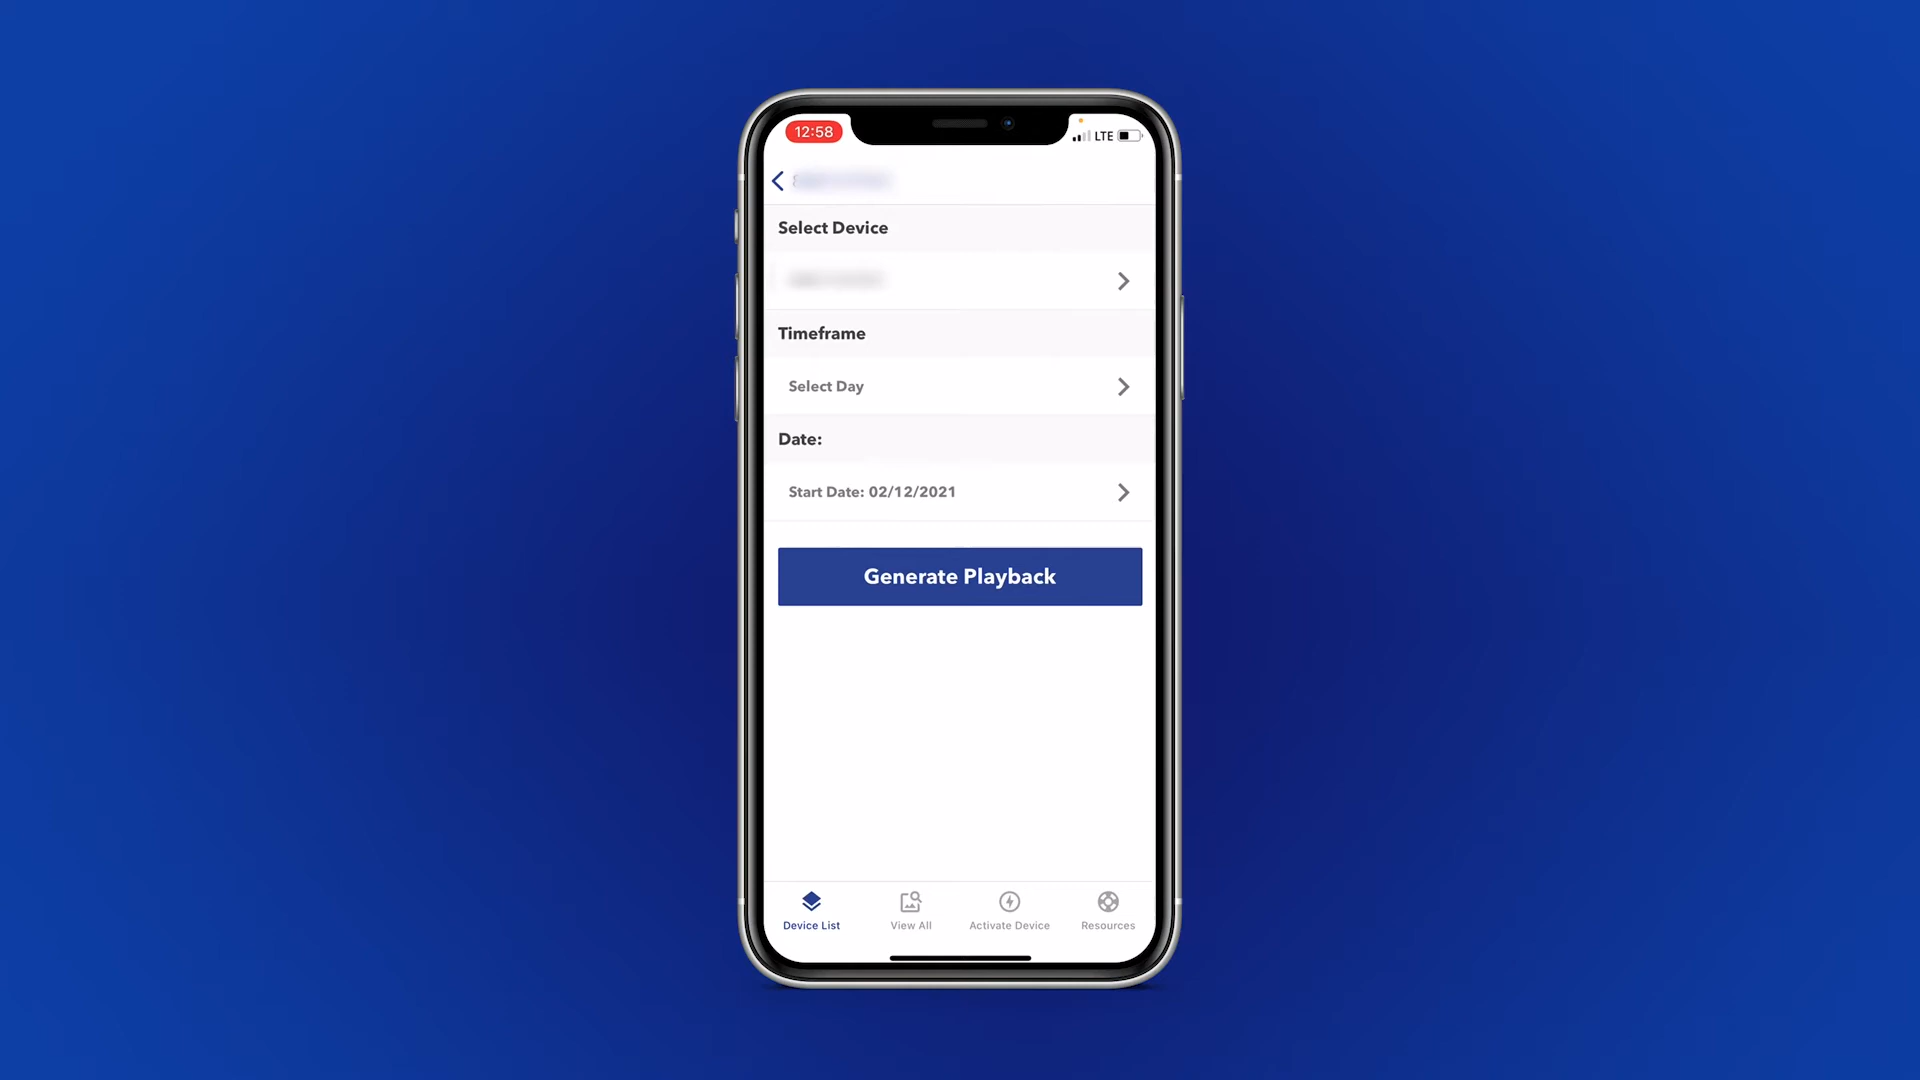 12:58
LTE
Select Device
Timeframe
Select Day
Date:
Start Date: 02/12/2021
Generate Playback
Device List
View All
Activate Device
Resources